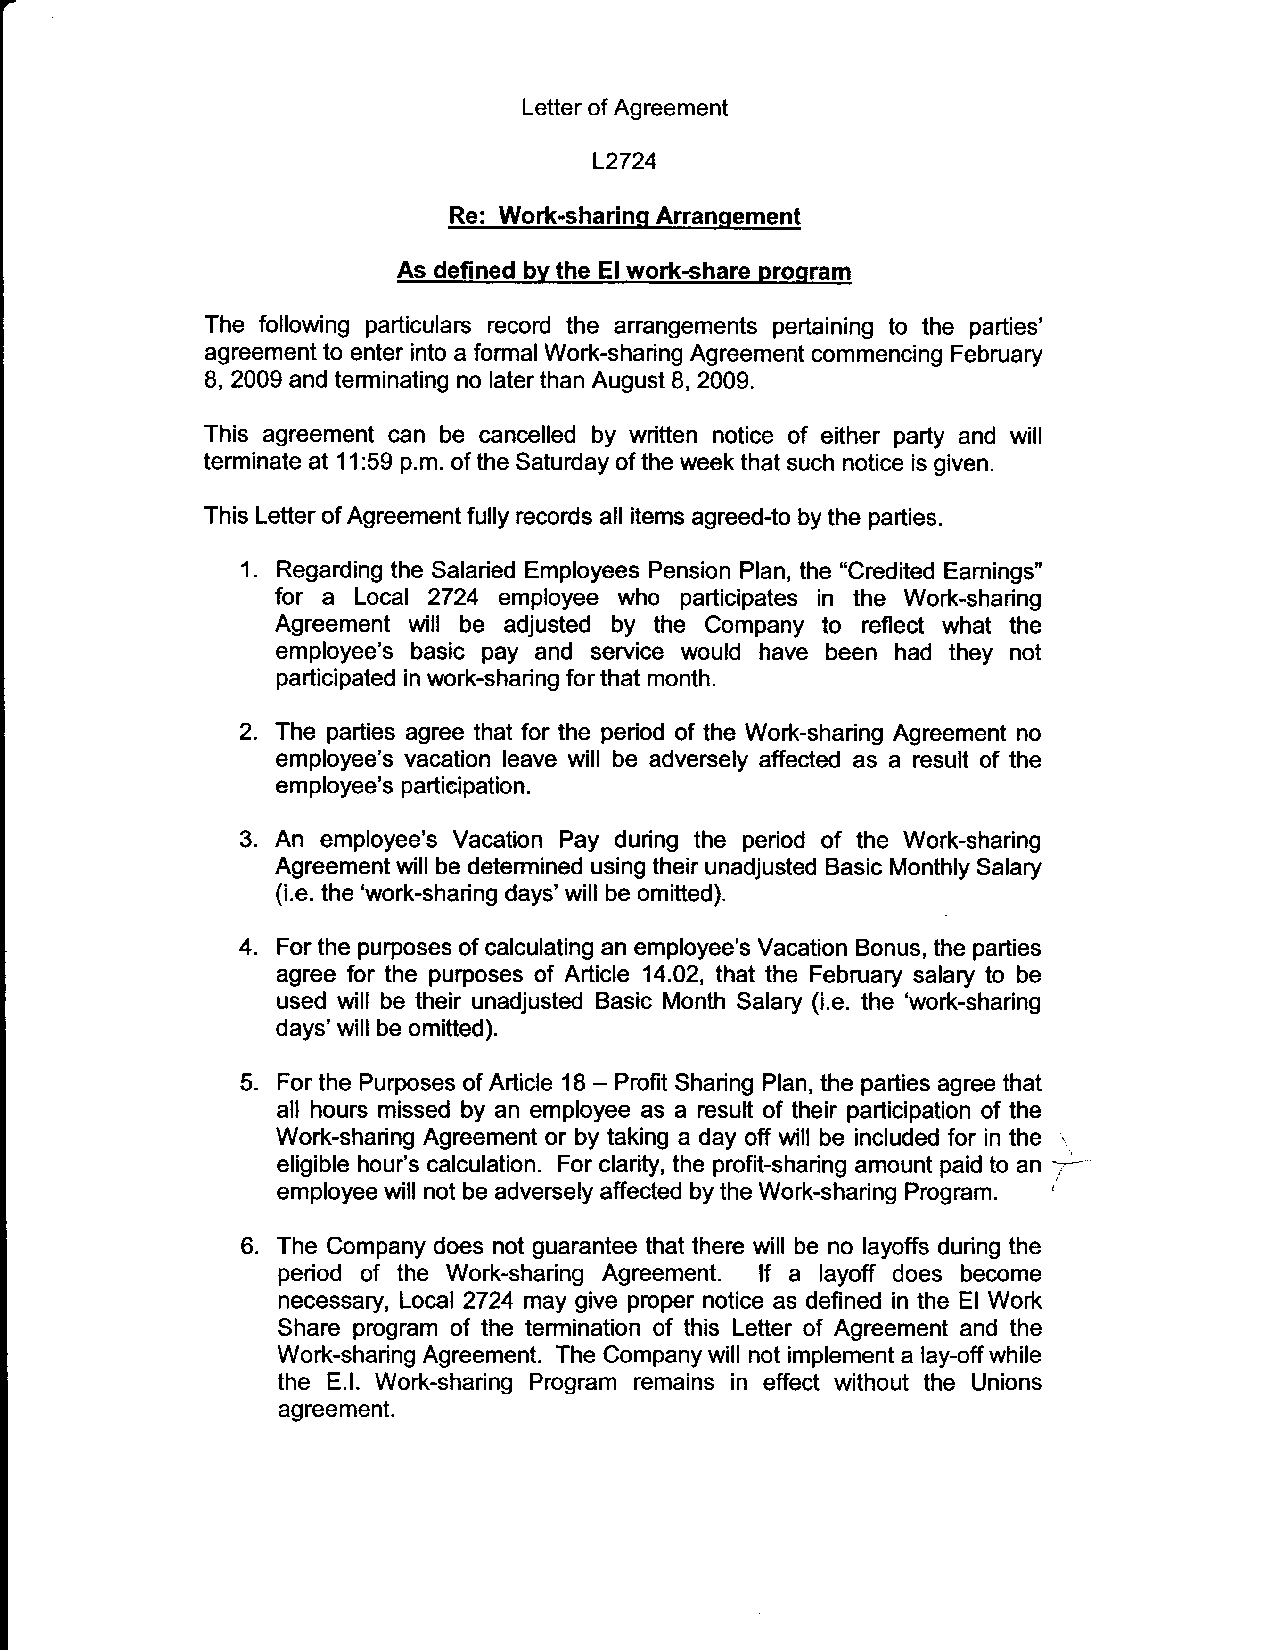 Letter of Agreement
L2724
Re: Work-sharing Arrangement
As defined by the EI work-share program
The following particulars record the arrangements pertaining to the parties'
agreement to enter into a formal Work-sharing Agreement commencing February
8, 2009 and terminating no later than August 8, 2009.
This agreement can be cancelled by written notice of either party and will
terminate at 11:59 p.m. of the Saturday of the week that such notice is given.
This Letter of Agreement fully records all items agreed-to by the parties.
1. Regarding the Salaried Employees Pension Plan, the “Credited Earnings”
for a Local 2724 employee who participates in the Work-sharing
Agreement will be adjusted by the Company to reflect what the
employee's basic pay and service would have been had they not
participated in work-sharing for that month.
2. The parties agree that for the period of the Work-sharing Agreement no
employee's vacation leave will be adversely affected as a result of the
employee's participation.
3. An employee's Vacation Pay during the period of the Work-sharing
Agreement will be determined using their unadjusted Basic Monthly Salary
(i.e. the ‘work-sharing days’ will be omitted).
4. For the purposes of calculating an employee's Vacation Bonus, the parties
agree for the purposes of Article 14.02, that the February salary to be
used will be their unadjusted Basic Month Salary (i.e. the ‘work-sharing
days’ will be omitted).
5. For the Purposes of Article 18 – Profit Sharing Plan, the parties agree that
all hours missed by an employee as a result of their participation of the
Work-sharing Agreement or by taking a day off will be included for in the
eligible hour's calculation. For clarity, the profit-sharing amount paid to an
employee will not be adversely affected by the Work-sharing Program.
6. The Company does not guarantee that there will be no layoffs during the
period of the Work-sharing Agreement. If a layoff does become
necessary, Local 2724 may give proper notice as defined in the EI Work
Share program of the termination of this Letter of Agreement and the
Work-sharing Agreement. The Company will not implement a lay-off while
the E.I. Work-sharing Program remains in effect without the Unions
agreement.